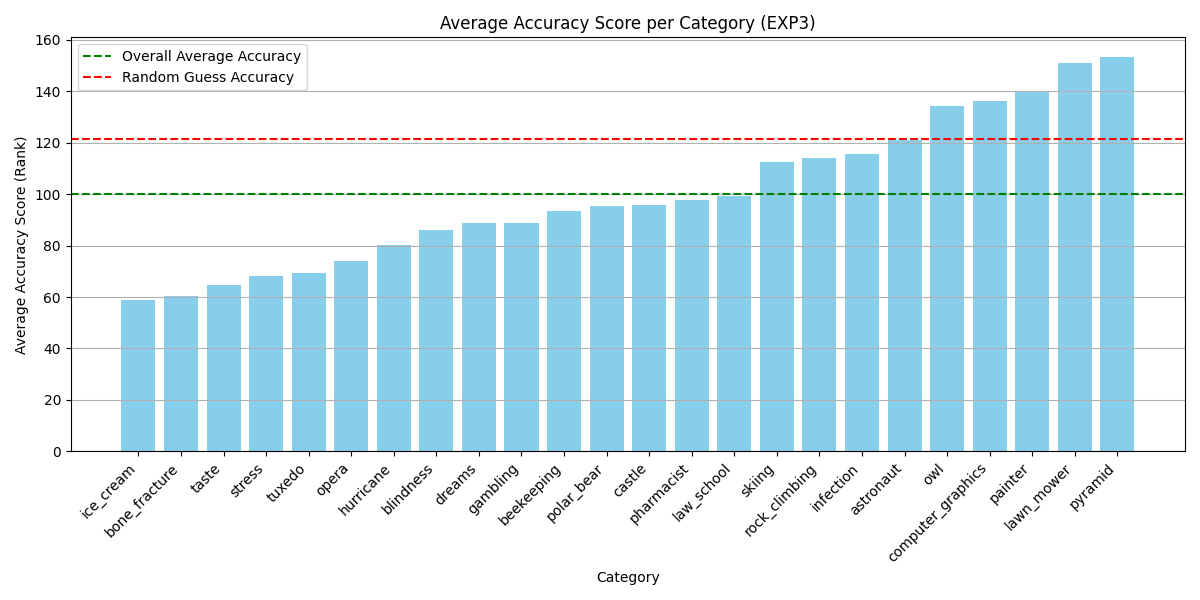 Average Accuracy Score per Category (EXP3)
Overall Average Accuracy
Random Guess Accuracy
Average Accuracy Score (Rank)
160
140
120
100
80
60
40
20
0
ice_cream
bone_fracture
taste
stress
tuxedo
opera
hurricane
blindness
dreams
gambling
beekeeping
polar_bear
castle
pharmacist
law_school
skiing
rock_climbing
infection
astronaut
owl
computer_graphics
painter
lawn_mower
pyramid
Category